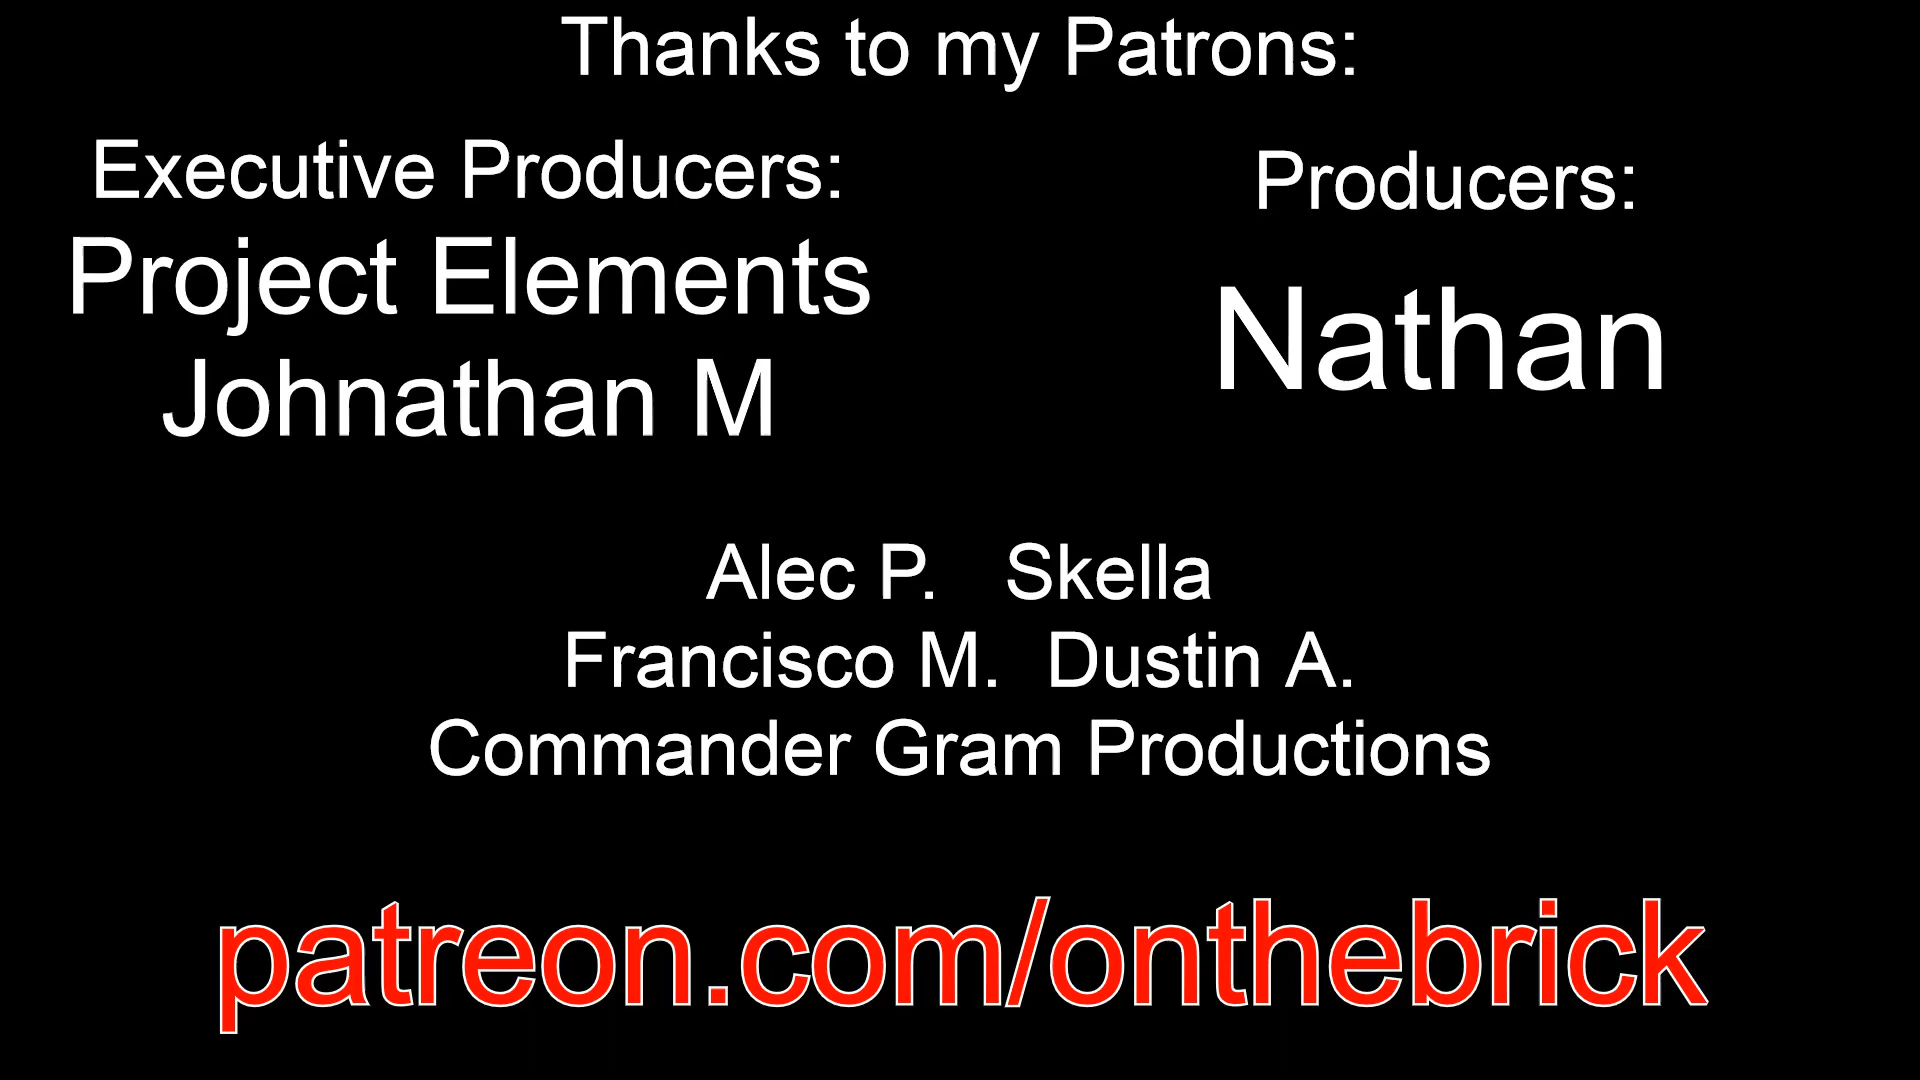 Thanks to my Patrons:
Executive Producers:
Project Elements
Johnathan M
Producers:
Nathan
Alec P.   Skella
Francisco M.  Dustin A.
Commander Gram Productions
patreon.com/onthebrick